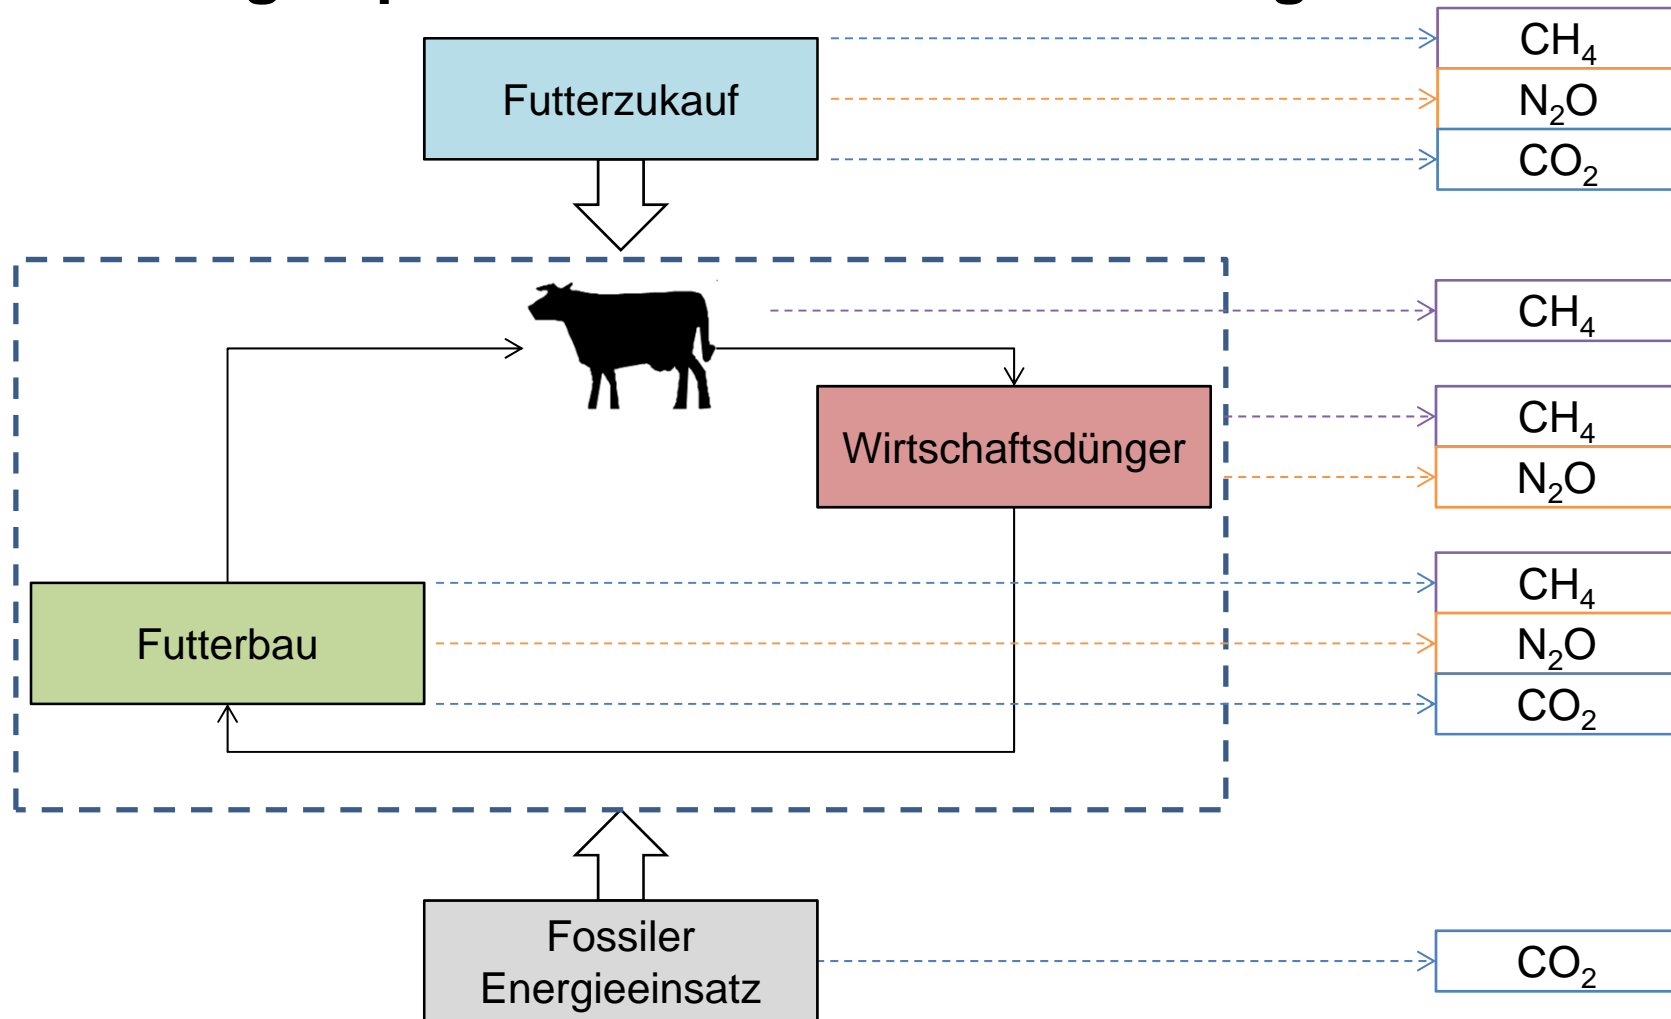 Futterzukauf
CH₄
N₂O
CO₂
CH₄
Wirtschaftsdünger
CH₄
N₂O
Futterbau
CH₄
N₂O
CO₂
Fossiler
Energieeinsatz
CO₂